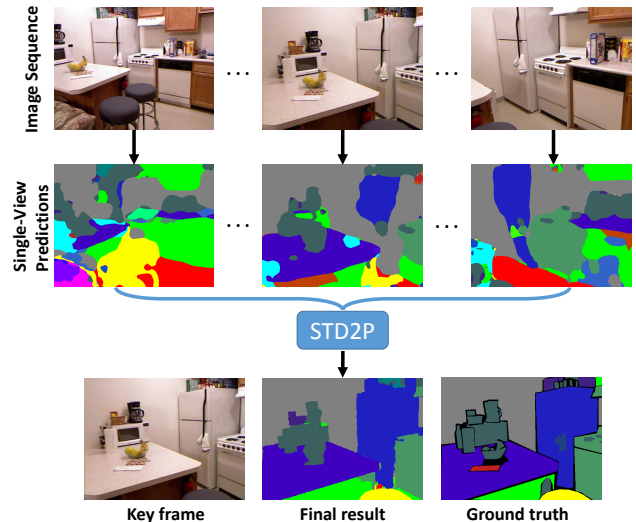 Image Sequence
... ...
Single-View
Predictions
... ...
STD2P
Key frame Final result Ground truth